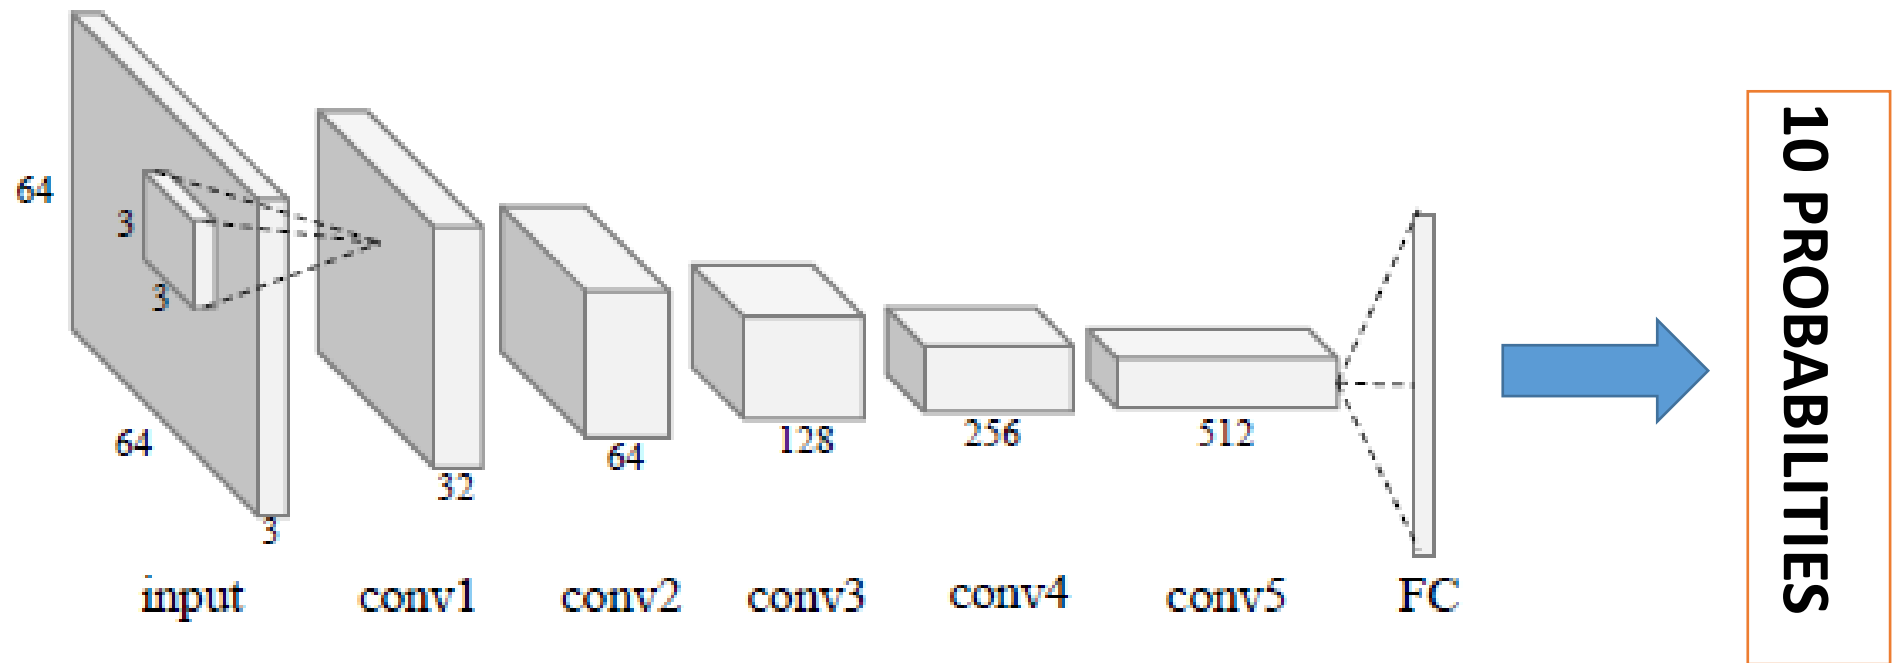 64
3
3
64
3
32
64
128
256
512
input
conv1
conv2
conv3
conv4
conv5
FC
10 PROBABILITIES